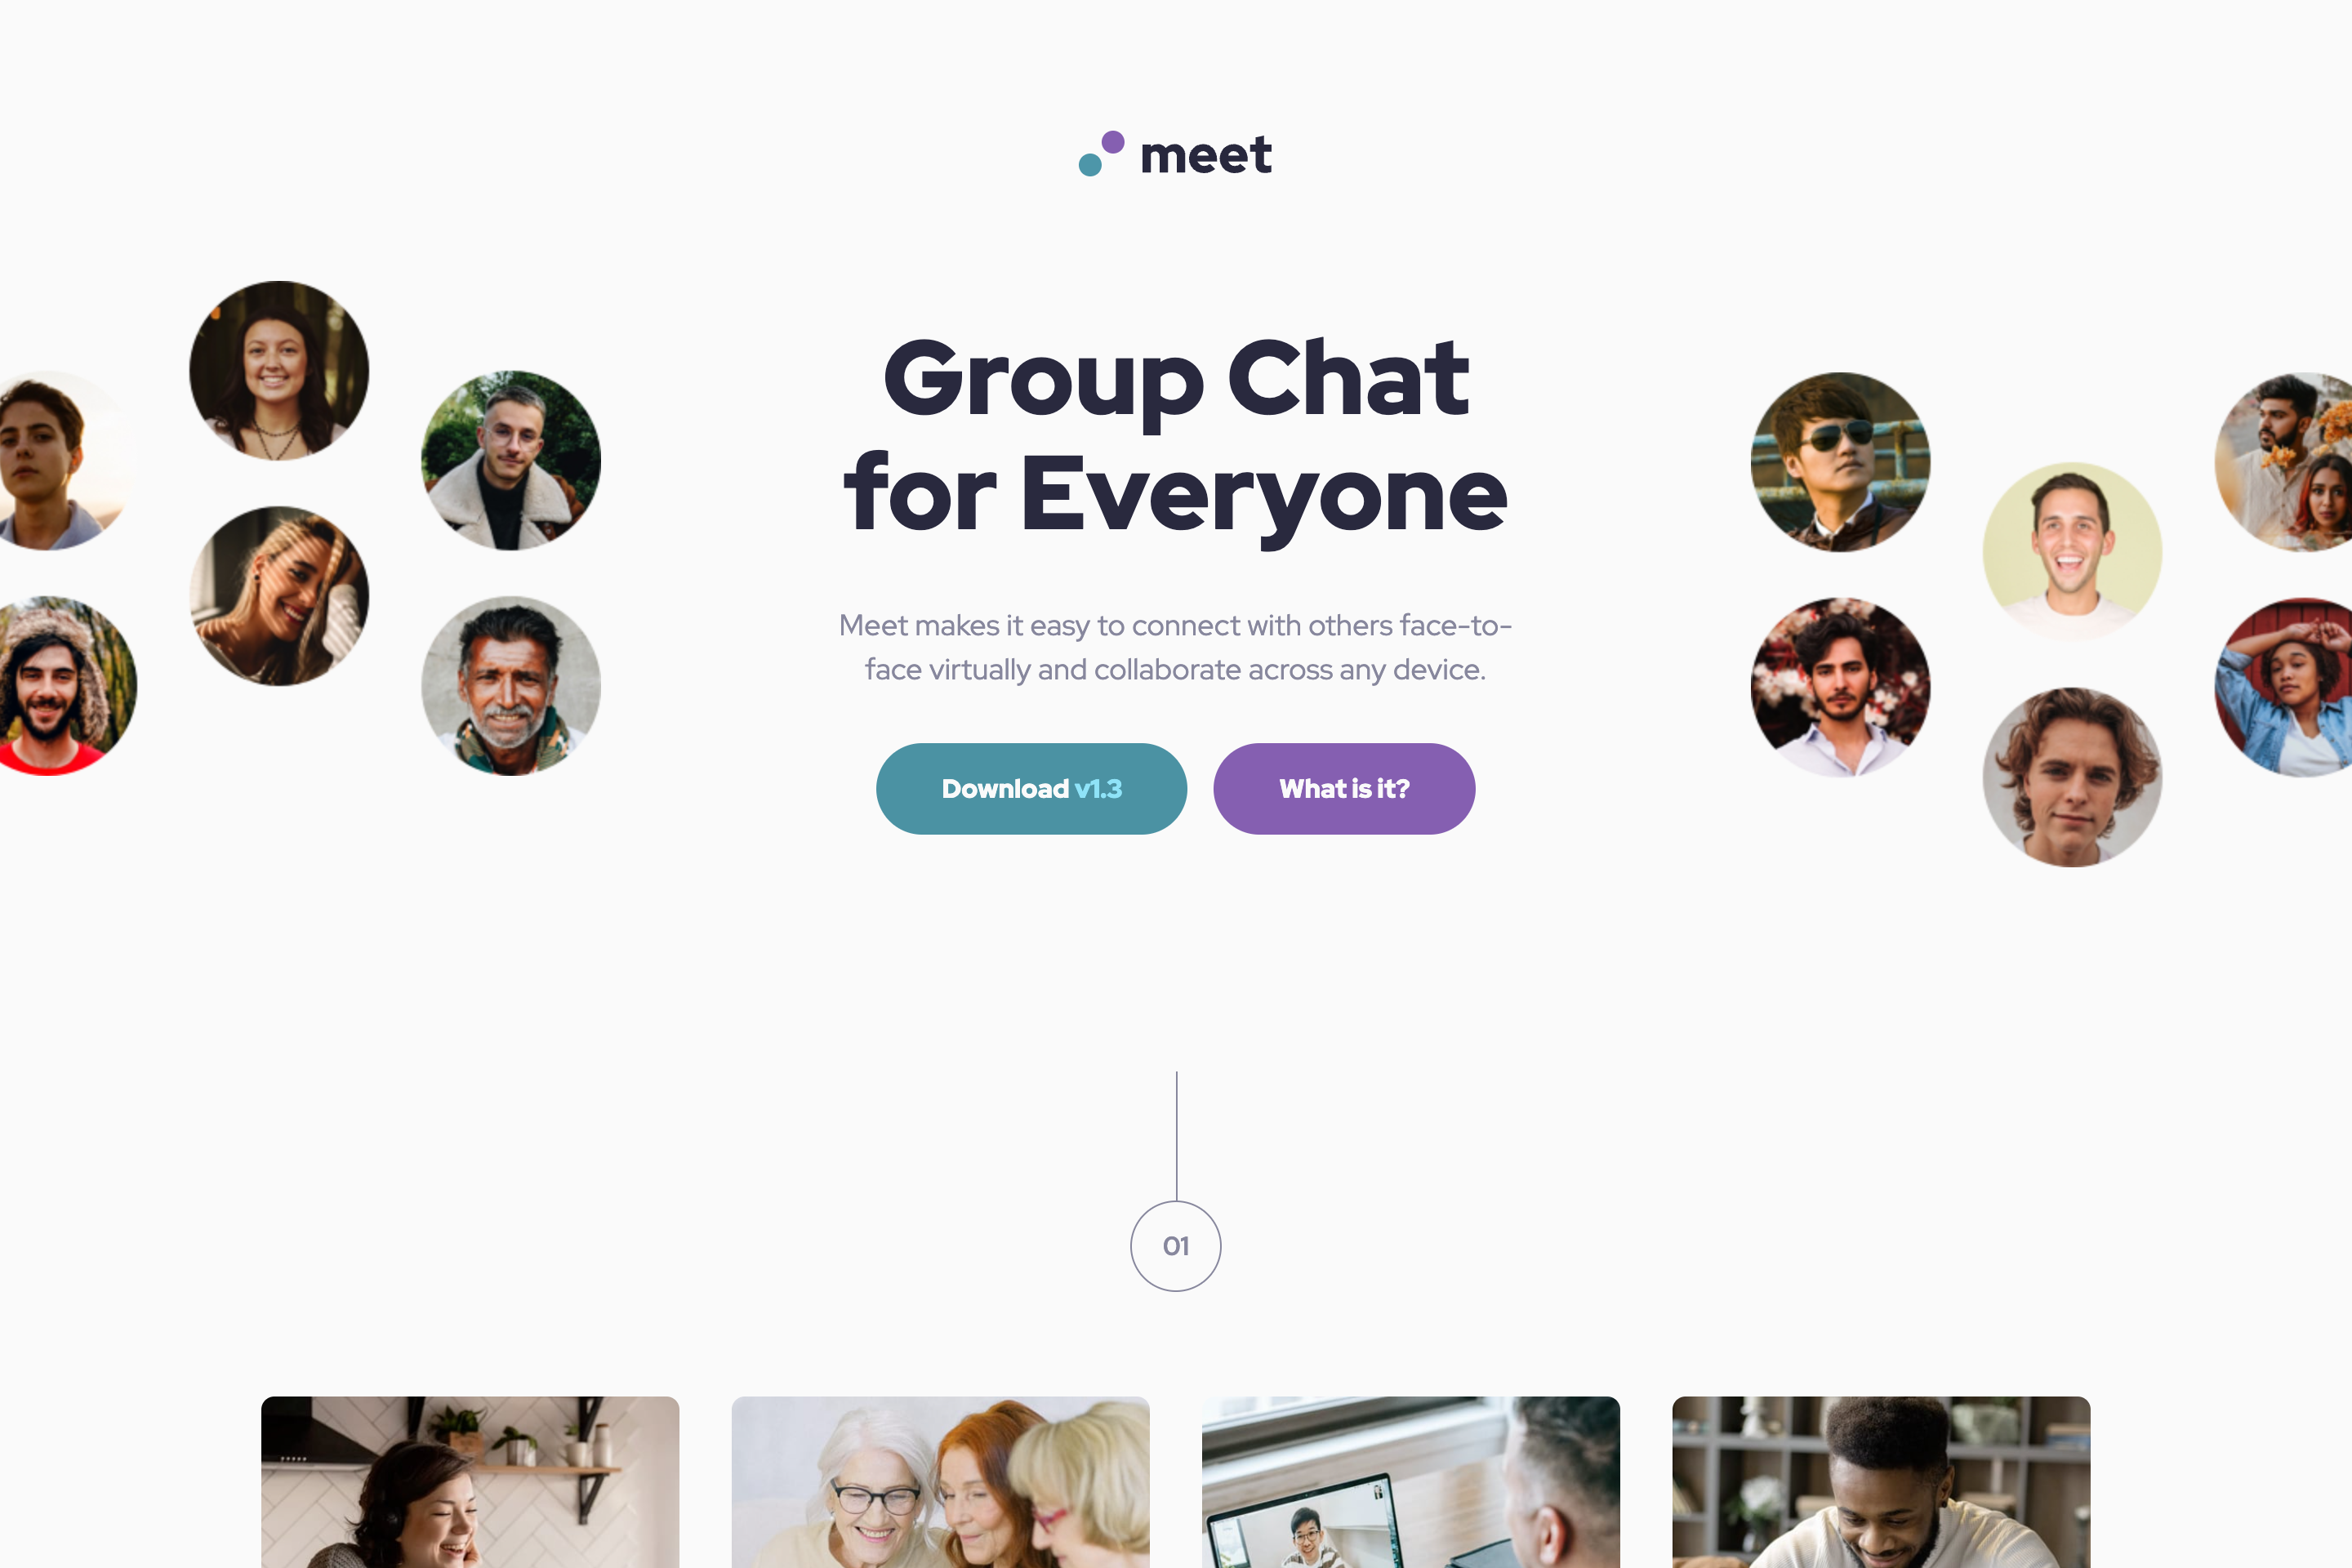 meet
Group Chat
for Everyone
Meet makes it easy to connect with others face-to-
face virtually and collaborate across any device.
Download v1.3
What is it?
01